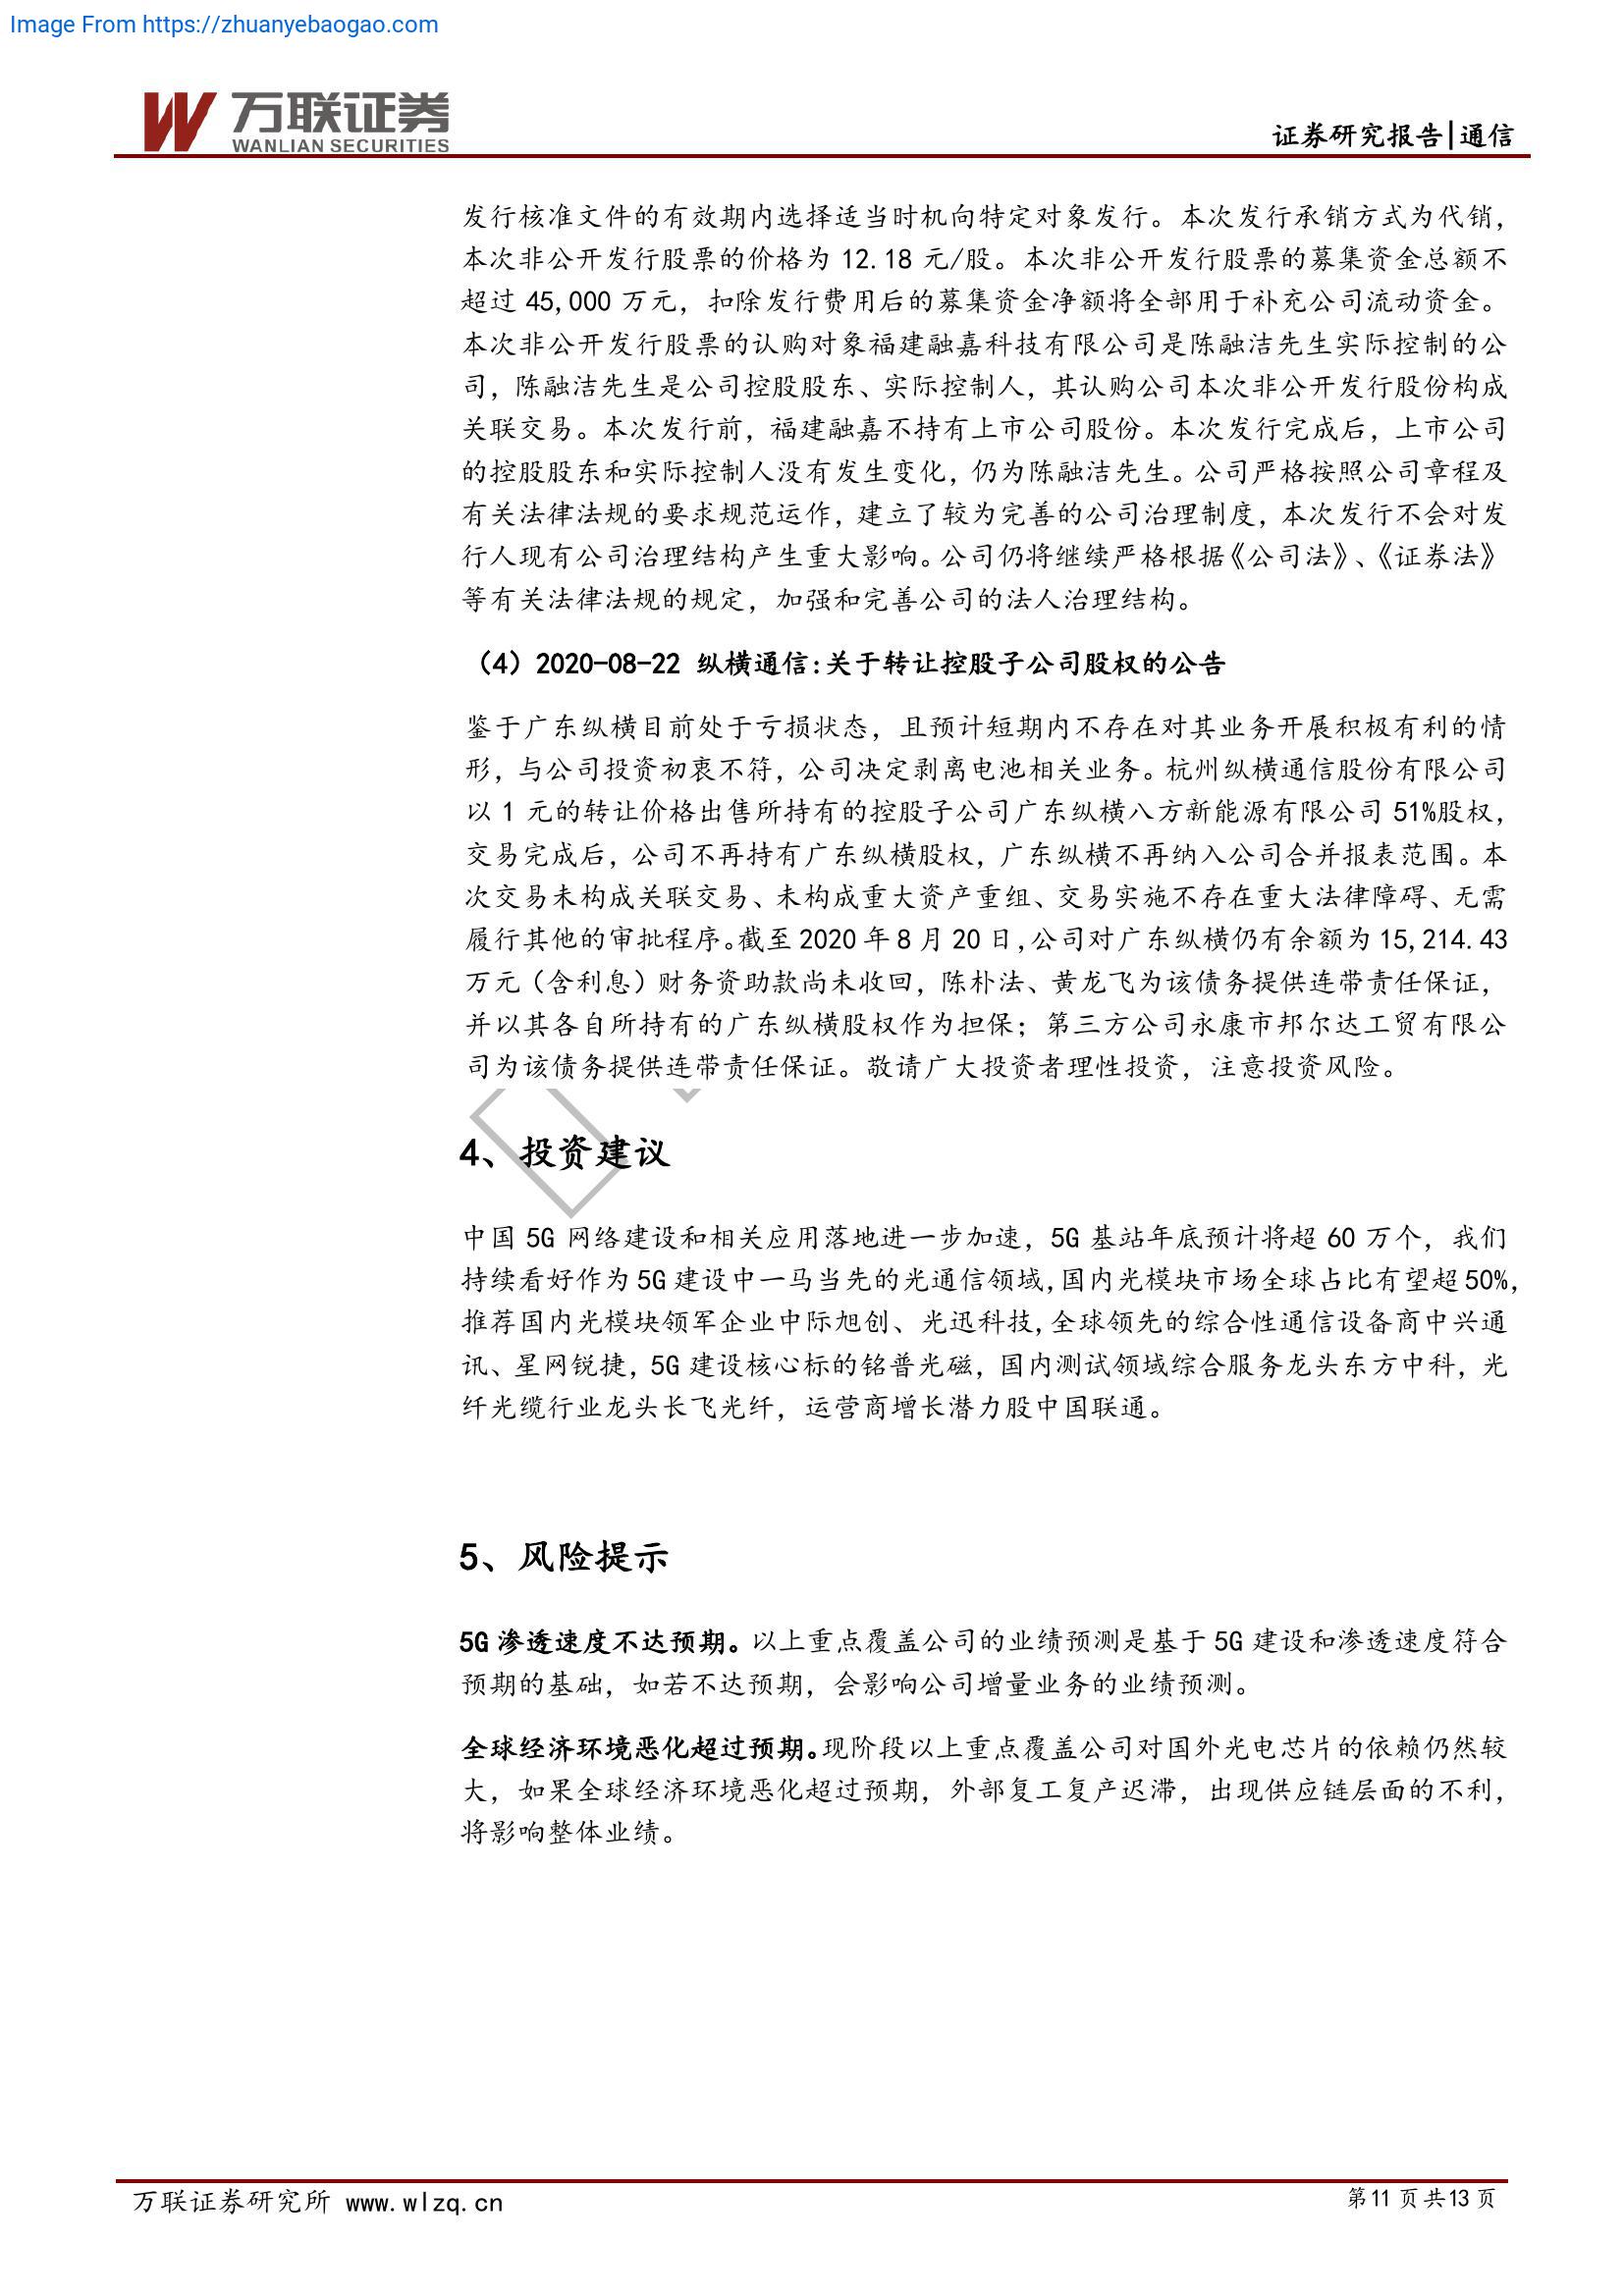 Image From https://zhuanyebaogao.com
万联证券
WANLIAN SECURITIES
证券研究报告|通信
发行核准文件的有效期内选择适当时机向特定对象发行。本次发行承销方式为代销，
本次非公开发行股票的价格为 12.18 元/股。本次非公开发行股票的募集资金总额不
超过 45,000 万元，扣除发行费用后的募集资金净额将全部用于补充公司流动资金。
本次非公开发行股票的认购对象福建融嘉科技有限公司是陈融洁先生实际控制的公
司，陈融洁先生是公司控股股东、实际控制人，其认购公司本次非公开发行股份构成
关联交易。本次发行前，福建融嘉不持有上市公司股份。本次发行完成后，上市公司
的控股股东和实际控制人没有发生变化，仍为陈融洁先生。公司严格按照公司章程及
有关法律法规的要求规范运作，建立了较为完善的公司治理制度，本次发行不会对发
行人现有公司治理结构产生重大影响。公司仍将继续严格根据《公司法》、《证券法》
等有关法律法规的规定，加强和完善公司的法人治理结构。
（4）2020-08-22 纵横通信:关于转让控股子公司股权的公告
鉴于广东纵横目前处于亏损状态，且预计短期内不存在对其业务开展积极有利的情
形，与公司投资初衷不符，公司决定剥离电池相关业务。杭州纵横通信股份有限公司
以 1 元的转让价格出售所持有的控股子公司广东纵横八方新能源有限公司 51%股权，
交易完成后，公司不再持有广东纵横股权，广东纵横不再纳入公司合并报表范围。本
次交易未构成关联交易、未构成重大资产重组、交易实施不存在重大法律障碍、无需
履行其他的审批程序。截至 2020 年 8 月 20 日,公司对广东纵横仍有余额为 15,214.43
万元（含利息）财务资助款尚未收回，陈朴法、黄龙飞为该债务提供连带责任保证，
并以其各自所持有的广东纵横股权作为担保；第三方公司永康市邦尔达工贸有限公
司为该债务提供连带责任保证。敬请广大投资者理性投资，注意投资风险。
4、投资建议
中国 5G 网络建设和相关应用落地进一步加速，5G 基站年底预计将超 60 万个，我们
持续看好作为 5G 建设中一马当先的光通信领域,国内光模块市场全球占比有望超 50%,
推荐国内光模块领军企业中际旭创、光迅科技,全球领先的综合性通信设备商中兴通
讯、星网锐捷，5G 建设核心标的铭普光磁，国内测试领域综合服务龙头东方中科，光
纤光缆行业龙头长飞光纤，运营商增长潜力股中国联通。
5、风险提示
5G 渗透速度不达预期。以上重点覆盖公司的业绩预测是基于 5G 建设和渗透速度符合
预期的基础，如若不达预期，会影响公司增量业务的业绩预测。
全球经济环境恶化超过预期。现阶段以上重点覆盖公司对国外光电芯片的依赖仍然较
大，如果全球经济环境恶化超过预期，外部复工复产迟滞，出现供应链层面的不利，
将影响整体业绩。
万联证券研究所 www.wlzq.cn
第 11 页 共 13 页